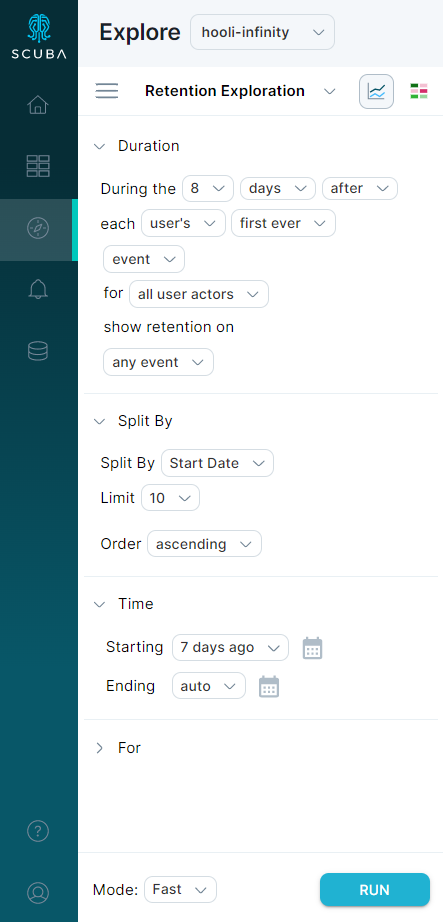 SCUBA
Explore hooli-infinity
Retention Exploration
Duration
During the 8 days after
each user's first ever
event
for all user actors
show retention on
any event
Split By
Split By Start Date
Limit 10
Order ascending
Time
Starting 7 days ago
Ending auto
For
?
Mode: Fast RUN